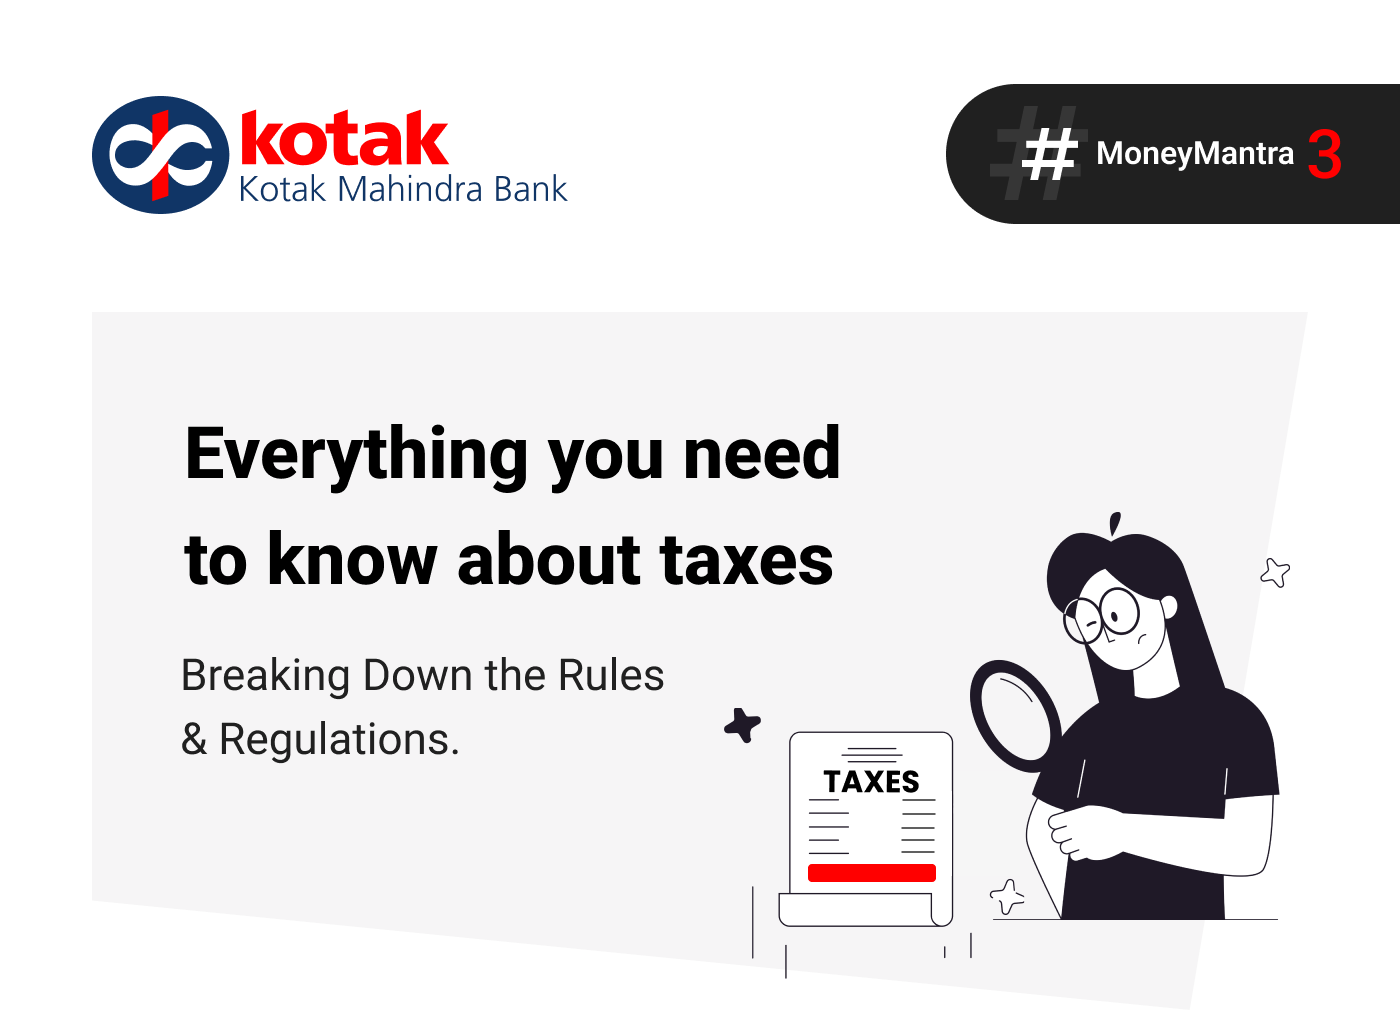 kotak
Kotak Mahindra Bank
# MoneyMantra 3
Everything you need
to know about taxes
Breaking Down the Rules
& Regulations.
TAXES